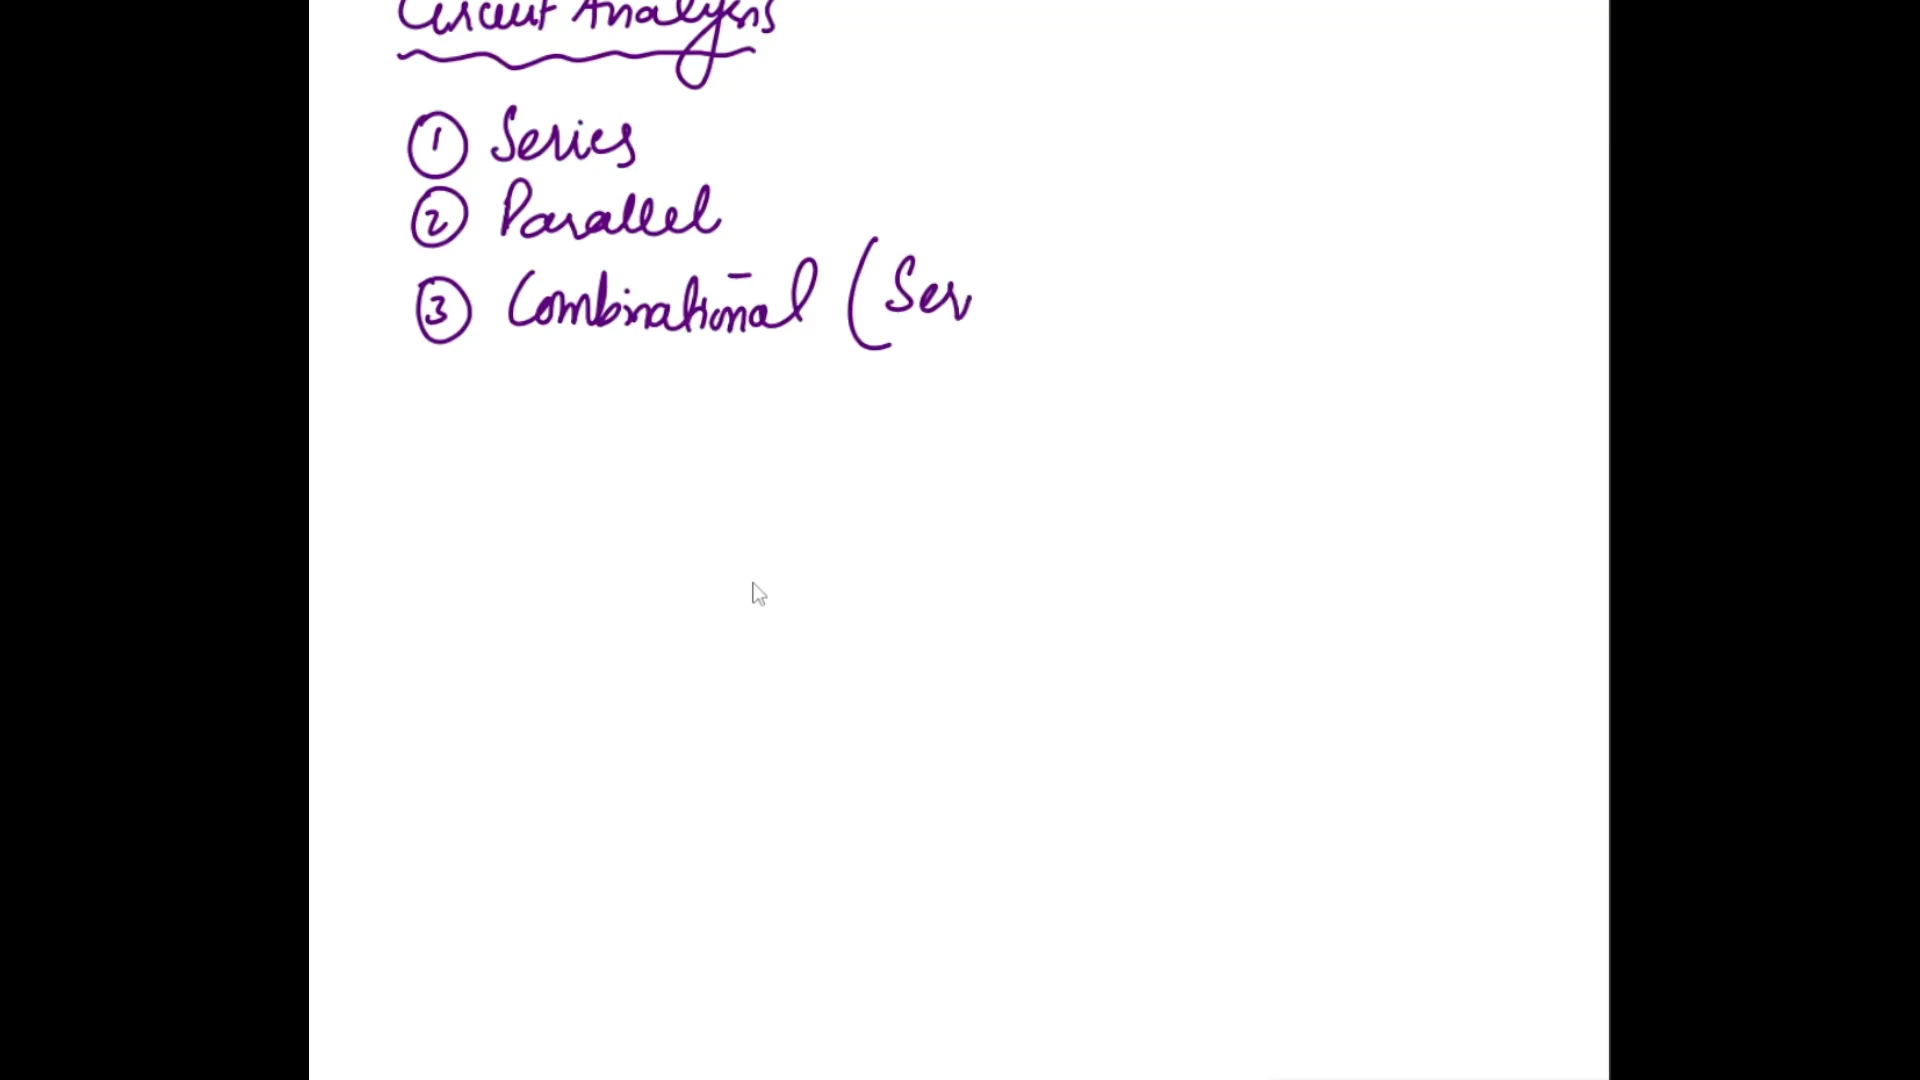 Circuit Analysis
① Series
② Parallel
③ Combinational (Ser